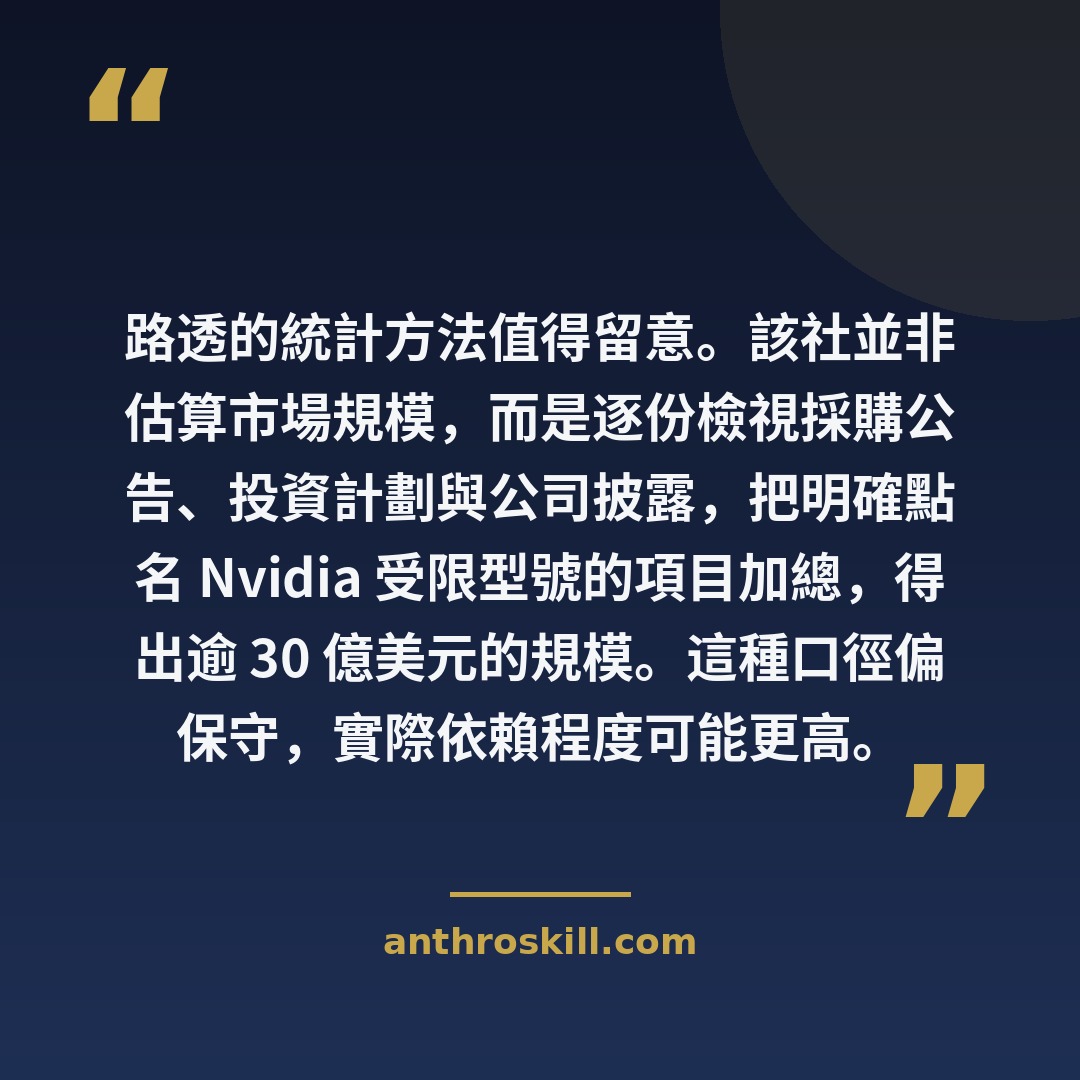 “
路透的統計方法值得留意。該社並非
估算市場規模，而是逐份檢視採購公
告、投資計劃與公司披露，把明確點
名 Nvidia 受限型號的項目加總，得
出逾 30 億美元的規模。這種口徑偏
保守，實際依賴程度可能更高。
”
anthroskill.com